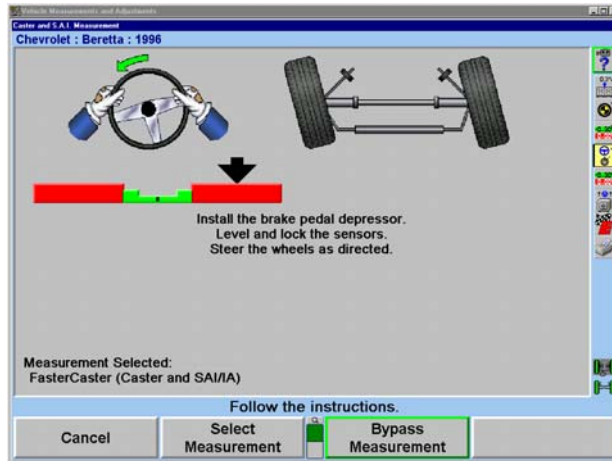 Vehicle Measurements and Adjustments
Caster and S.A.I. Measurement
Chevrolet : Beretta : 1996
Install the brake pedal depressor.
Level and lock the sensors.
Steer the wheels as directed.
Measurement Selected:
FasterCaster (Caster and SAI/IA)
Follow the instructions.
Cancel
Select
Measurement
Bypass
Measurement